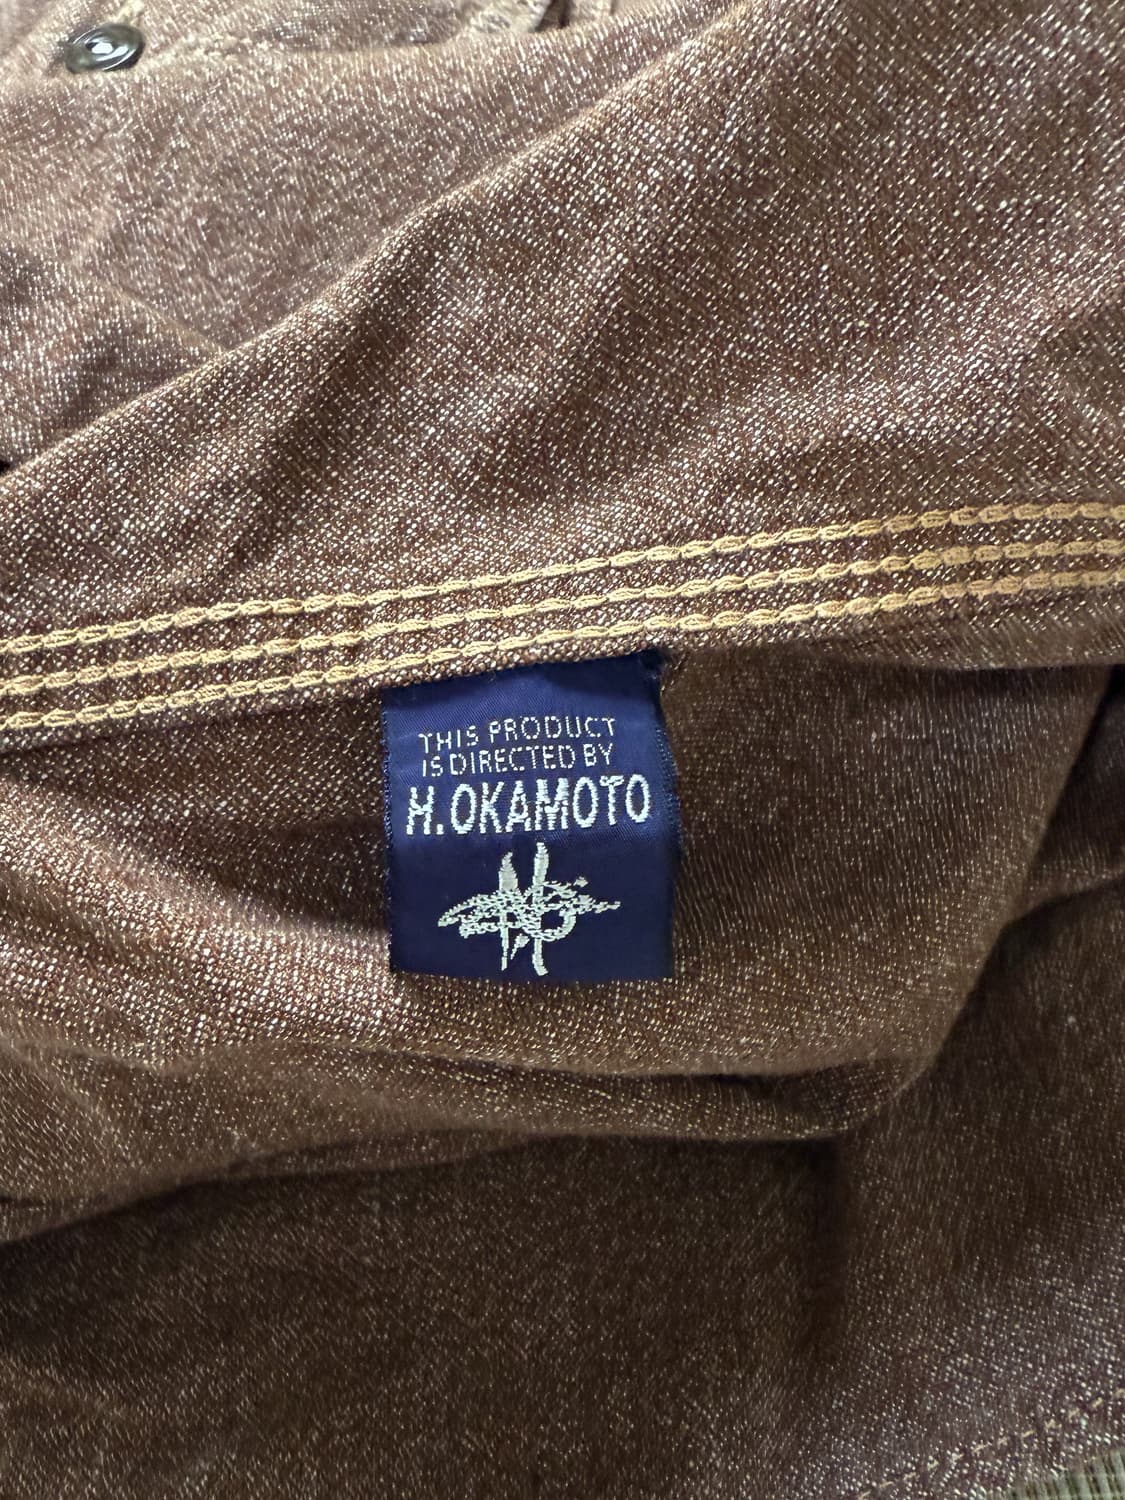 THIS PRODUCT
IS DIRECTED BY
H.OKAMOTO